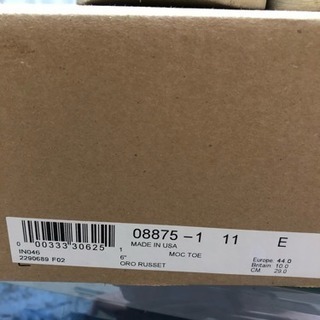 08875-1 11 E
MADE IN USA
0 00333 30625 1
IN046 6" MOC TOE Europe 44.0
2290689 F02 ORO RUSSET Britain 10.0
CM 29.0